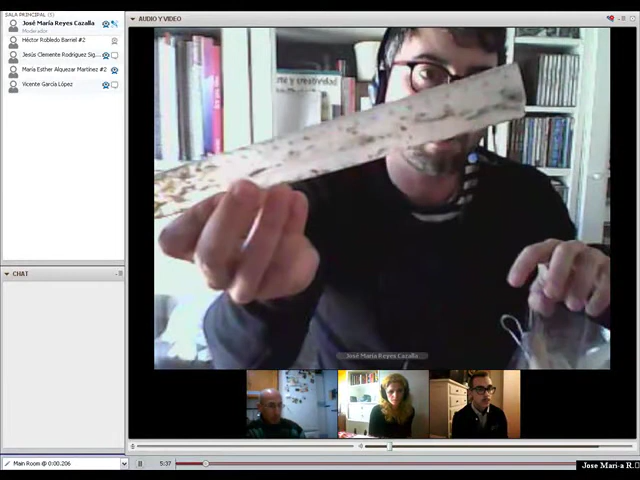 SALA PRINCIPAL (5)
José María Reyes Cazalla
Moderador
Héctor Robledo Barriel #2
Jesús Clemente Rodríguez Sig...
María Esther Alquezar Martínez #2
Vicente García López
CHAT
AUDIO Y VIDEO
José María Reyes Cazalla
Main Room @ 0:00.206
5:37
Jose Mari-a R.